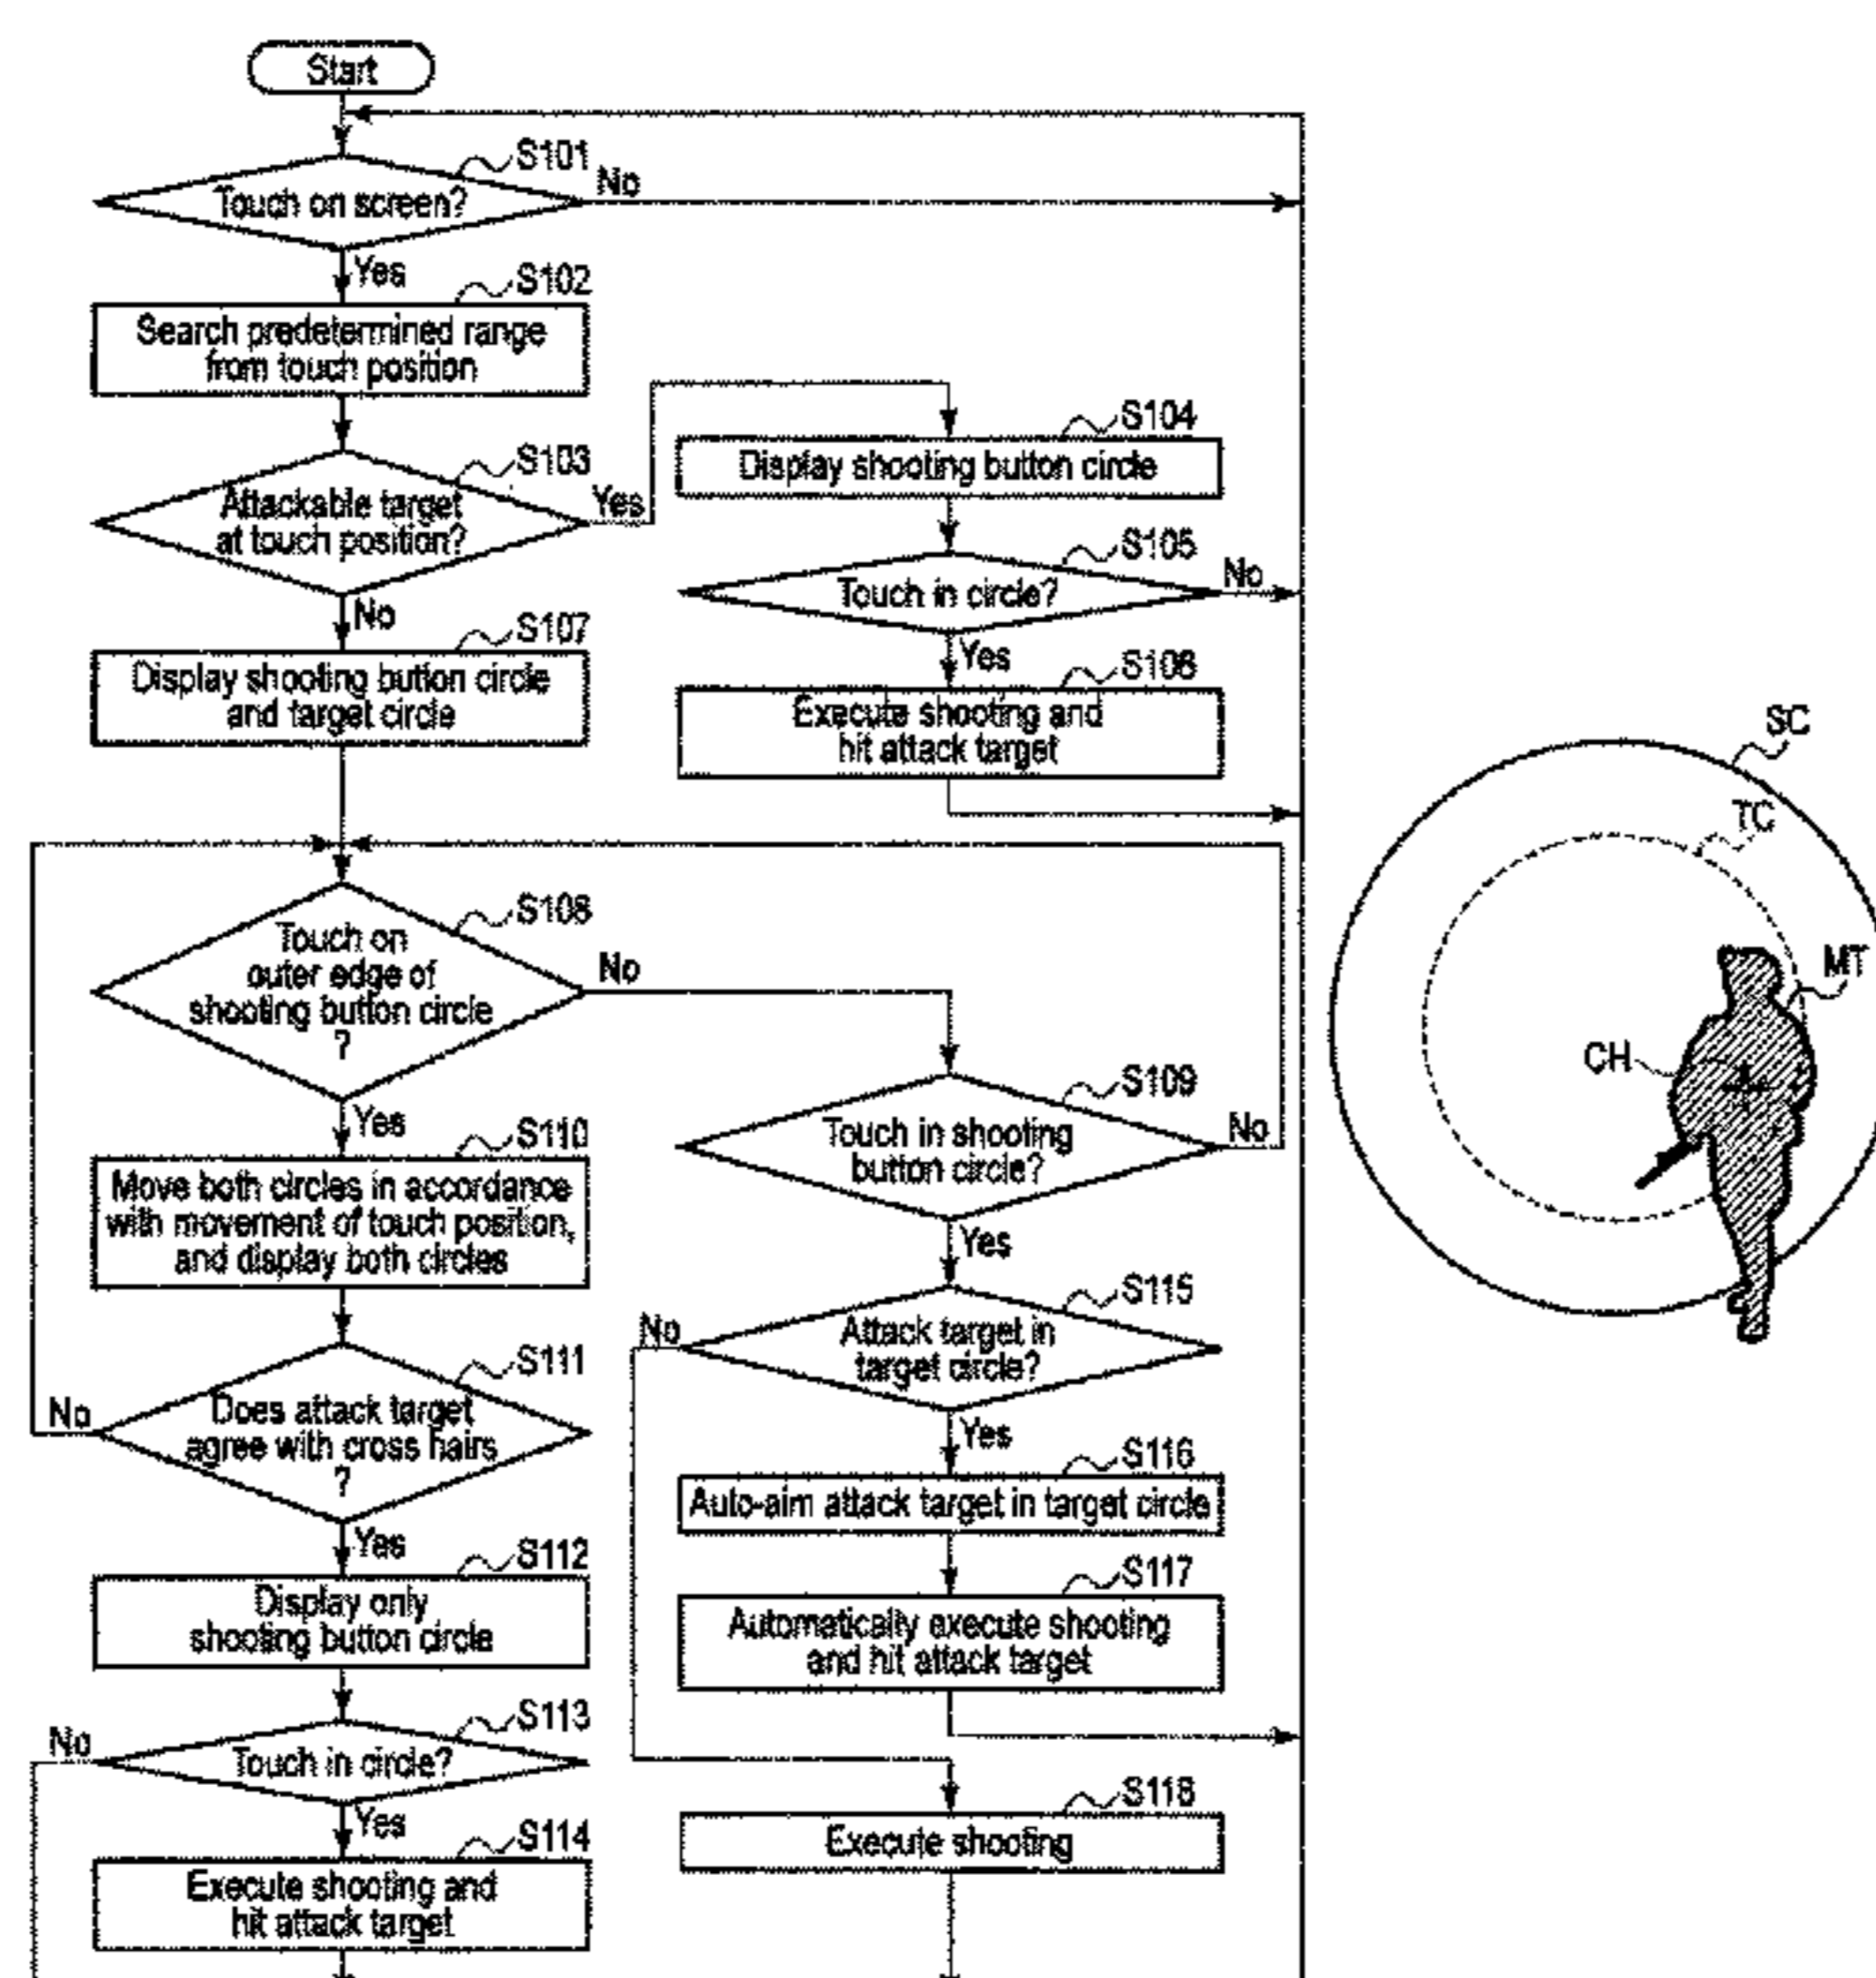 Start
S101
Touch on screen?
No
Yes
S102
Search predetermined range
from touch position
S103
Attackable target
at touch position?
Yes
No
S104
Display shooting button circle
S105
Touch in circle?
No
Yes
S106
Execute shooting and
hit attack target
S107
Display shooting button circle
and target circle
S108
Touch on
outer edge of
shooting button circle
?
No
Yes
S109
Touch in shooting
button circle?
No
Yes
S110
Move both circles in accordance
with movement of touch position,
and display both circles
S111
Does attack target
agree with cross hairs
?
No
Yes
S112
Display only
shooting button circle
S113
Touch in circle?
No
Yes
S114
Execute shooting and
hit attack target
S115
Attack target in
target circle?
No
Yes
S116
Auto-aim attack target in target circle
S117
Automatically execute shooting
and hit attack target
S118
Execute shooting
SC
TC
MT
CH